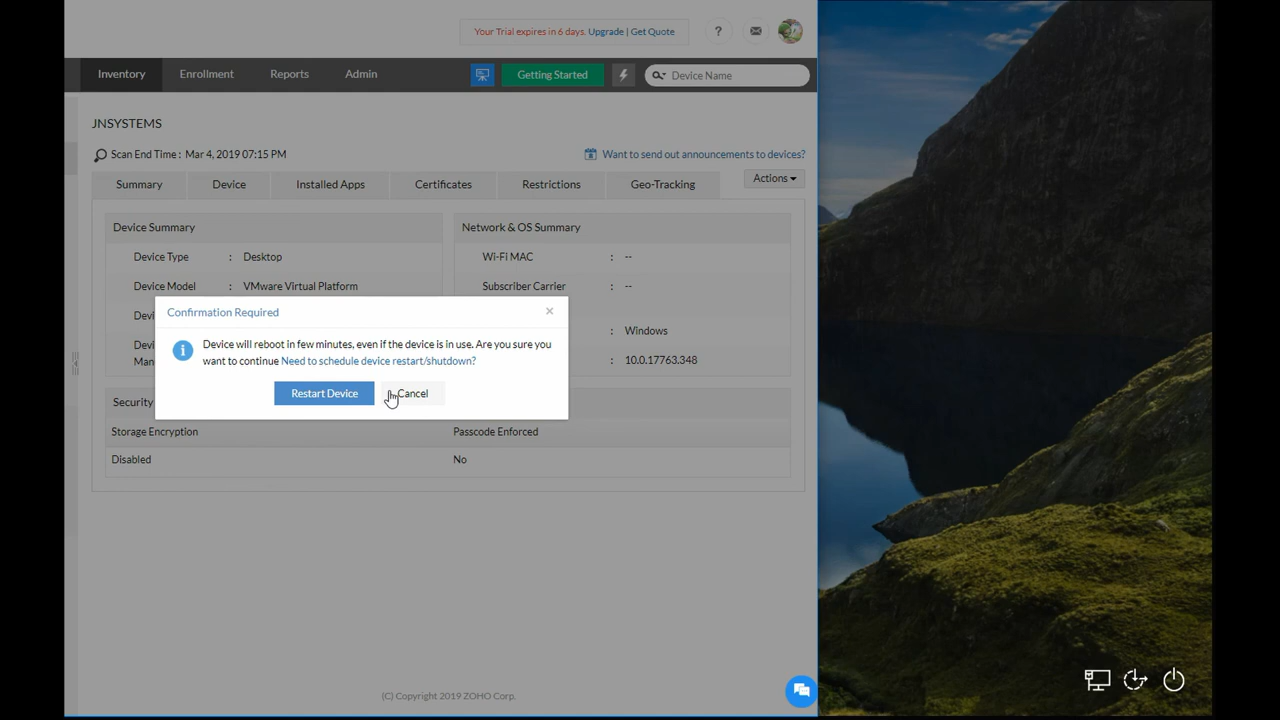 Your Trial expires in 6 days. Upgrade | Get Quote
?
Inventory Enrollment Reports Admin Getting Started Device Name
JNSYSTEMS
Scan End Time : Mar 4, 2019 07:15 PM Want to send out announcements to devices?
Summary Device Installed Apps Certificates Restrictions Geo-Tracking Actions
Device Summary Network & OS Summary
Device Type : Desktop Wi-Fi MAC : --
Device Model : VMware Virtual Platform Subscriber Carrier : --
Confirmation Required ×
Devi : Windows
Device will reboot in few minutes, even if the device is in use. Are you sure you
want to continue Need to schedule device restart/shutdown?
Devi
Man : 10.0.17763.348
Restart Device Cancel
Security
Storage Encryption Passcode Enforced
Disabled No
(C) Copyright 2019 ZOHO Corp.